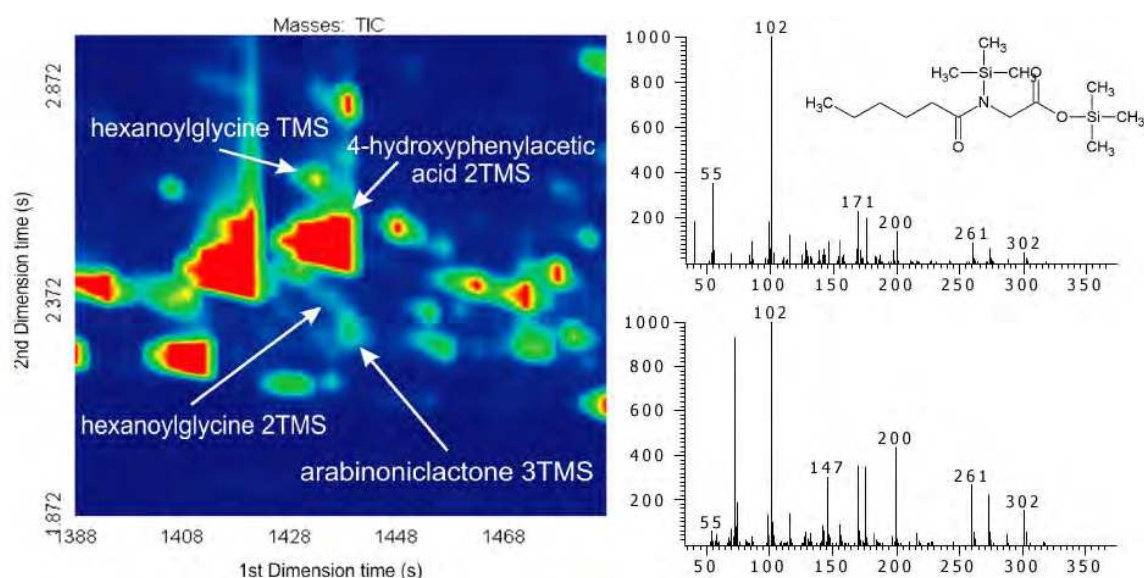 Masses: TIC
2nd Dimension time (s)
2.872
2.372
1.872
hexanoylglycine TMS
4-hydroxyphenylacetic
acid 2TMS
hexanoylglycine 2TMS
arabinoniclactone 3TMS
1388 1408 1428 1448 1468
1st Dimension time (s)
1000
800
600
400
200
102
55
171
200
261
302
50 100 150 200 250 300 350
CH₃
H₃C Si CH₃ O
H₃C N O Si CH₃
CH₃
CH₃
O
1000
800
600
400
200
102
55
147
200
261
302
50 100 150 200 250 300 350